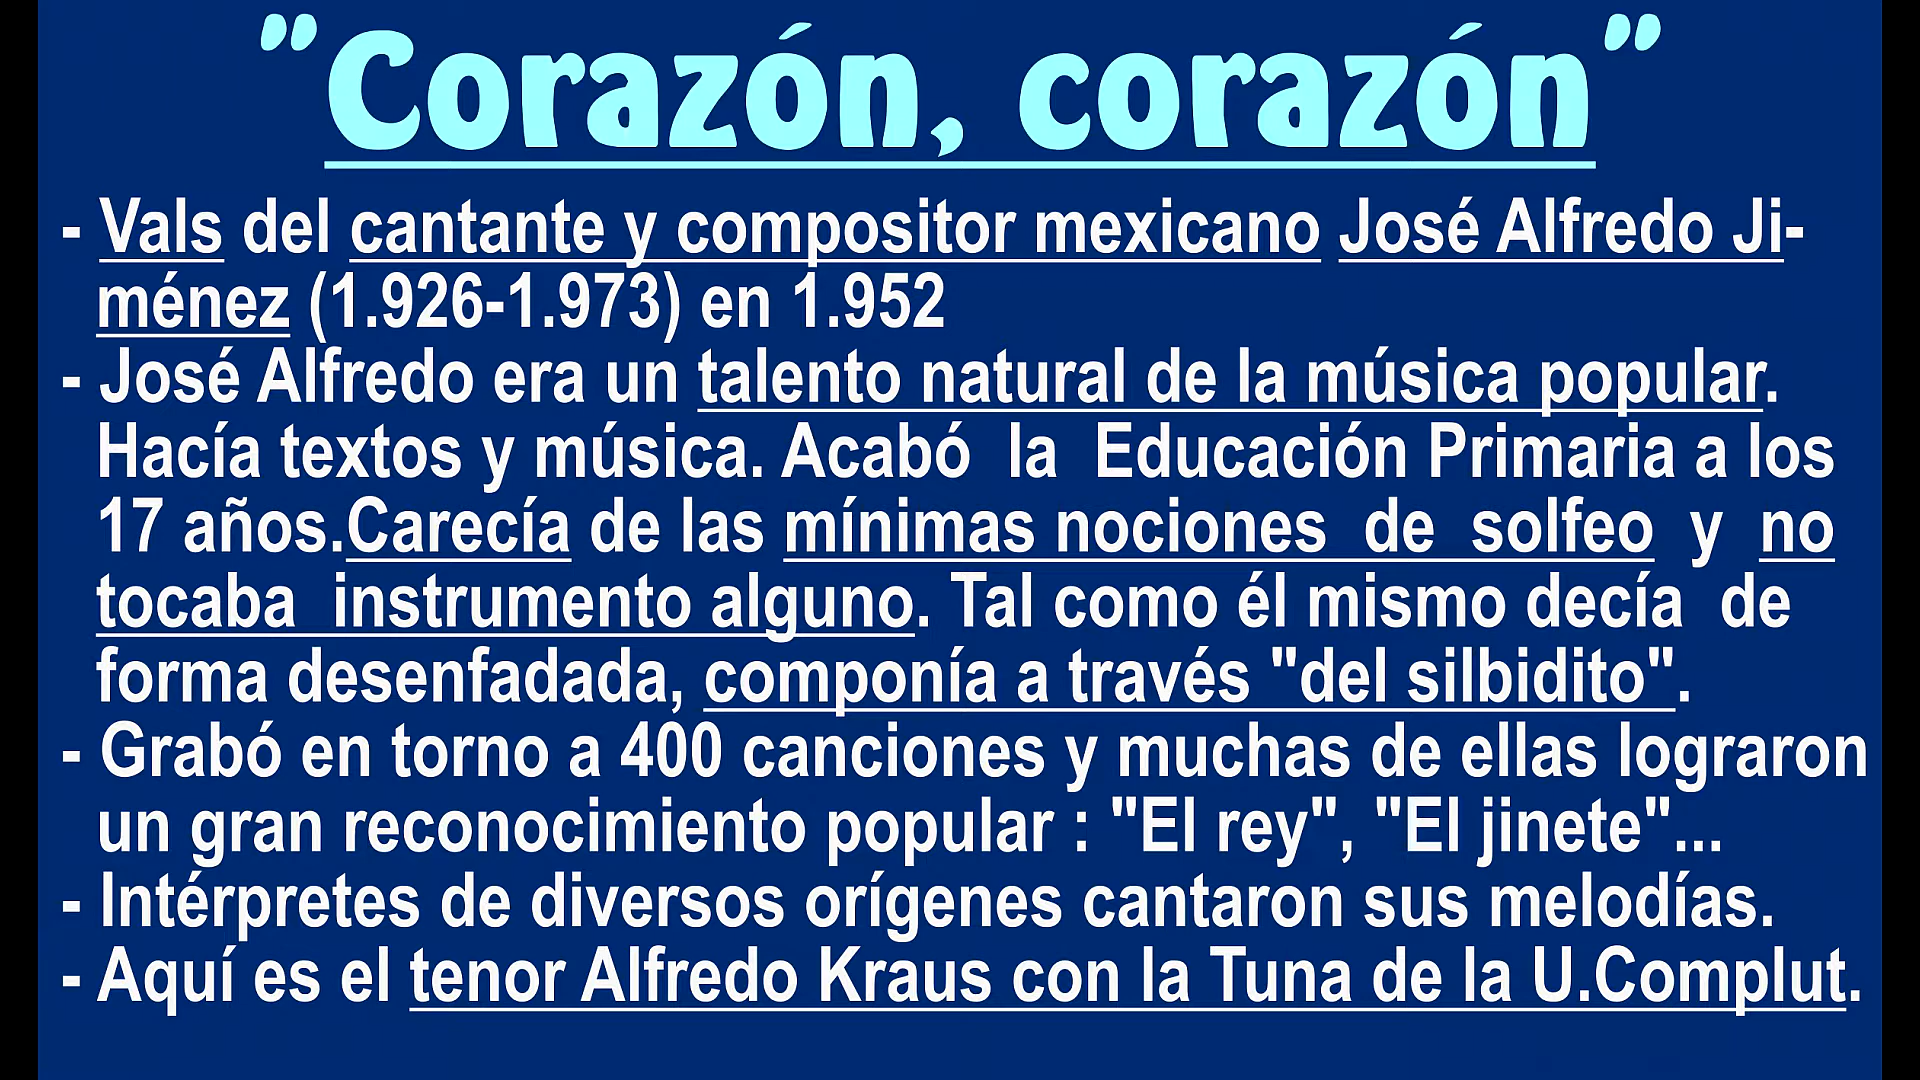 "Corazón, corazón"
- Vals del cantante y compositor mexicano José Alfredo Ji-
ménez (1.926-1.973) en 1.952
- José Alfredo era un talento natural de la música popular.
Hacía textos y música. Acabó la Educación Primaria a los
17 años.Carecía de las mínimas nociones de solfeo y no
tocaba instrumento alguno. Tal como él mismo decía de
forma desenfadada, componía a través "del silbidito".
- Grabó en torno a 400 canciones y muchas de ellas lograron
un gran reconocimiento popular : "El rey", "El jinete"...
- Intérpretes de diversos orígenes cantaron sus melodías.
- Aquí es el tenor Alfredo Kraus con la Tuna de la U.Complut.